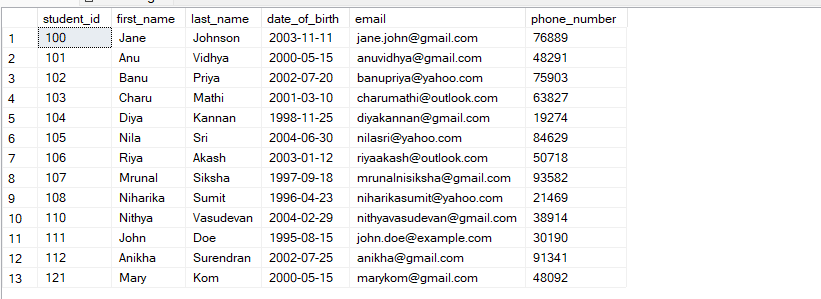 student_id first_name last_name date_of_birth email phone_number
1 100 Jane Johnson 2003-11-11 jane.john@gmail.com 76889
2 101 Anu Vidhya 2000-05-15 anuvidhya@gmail.com 48291
3 102 Banu Priya 2002-07-20 banupriya@yahoo.com 75903
4 103 Charu Mathi 2001-03-10 charumathi@outlook.com 63827
5 104 Diya Kannan 1998-11-25 diyakannan@gmail.com 19274
6 105 Nila Sri 2004-06-30 nilasri@yahoo.com 84629
7 106 Riya Akash 2003-01-12 riyaakash@outlook.com 50718
8 107 Mrunal Siksha 1997-09-18 mrunalnisiksha@gmail.com 93582
9 108 Niharika Sumit 1996-04-23 niharikasumit@yahoo.com 21469
10 110 Nithya Vasudevan 2004-02-29 nithyavasudevan@gmail.com 38914
11 111 John Doe 1995-08-15 john.doe@example.com 30190
12 112 Anikha Surendran 2002-07-25 anikha@gmail.com 91341
13 121 Mary Kom 2000-05-15 marykom@gmail.com 48092